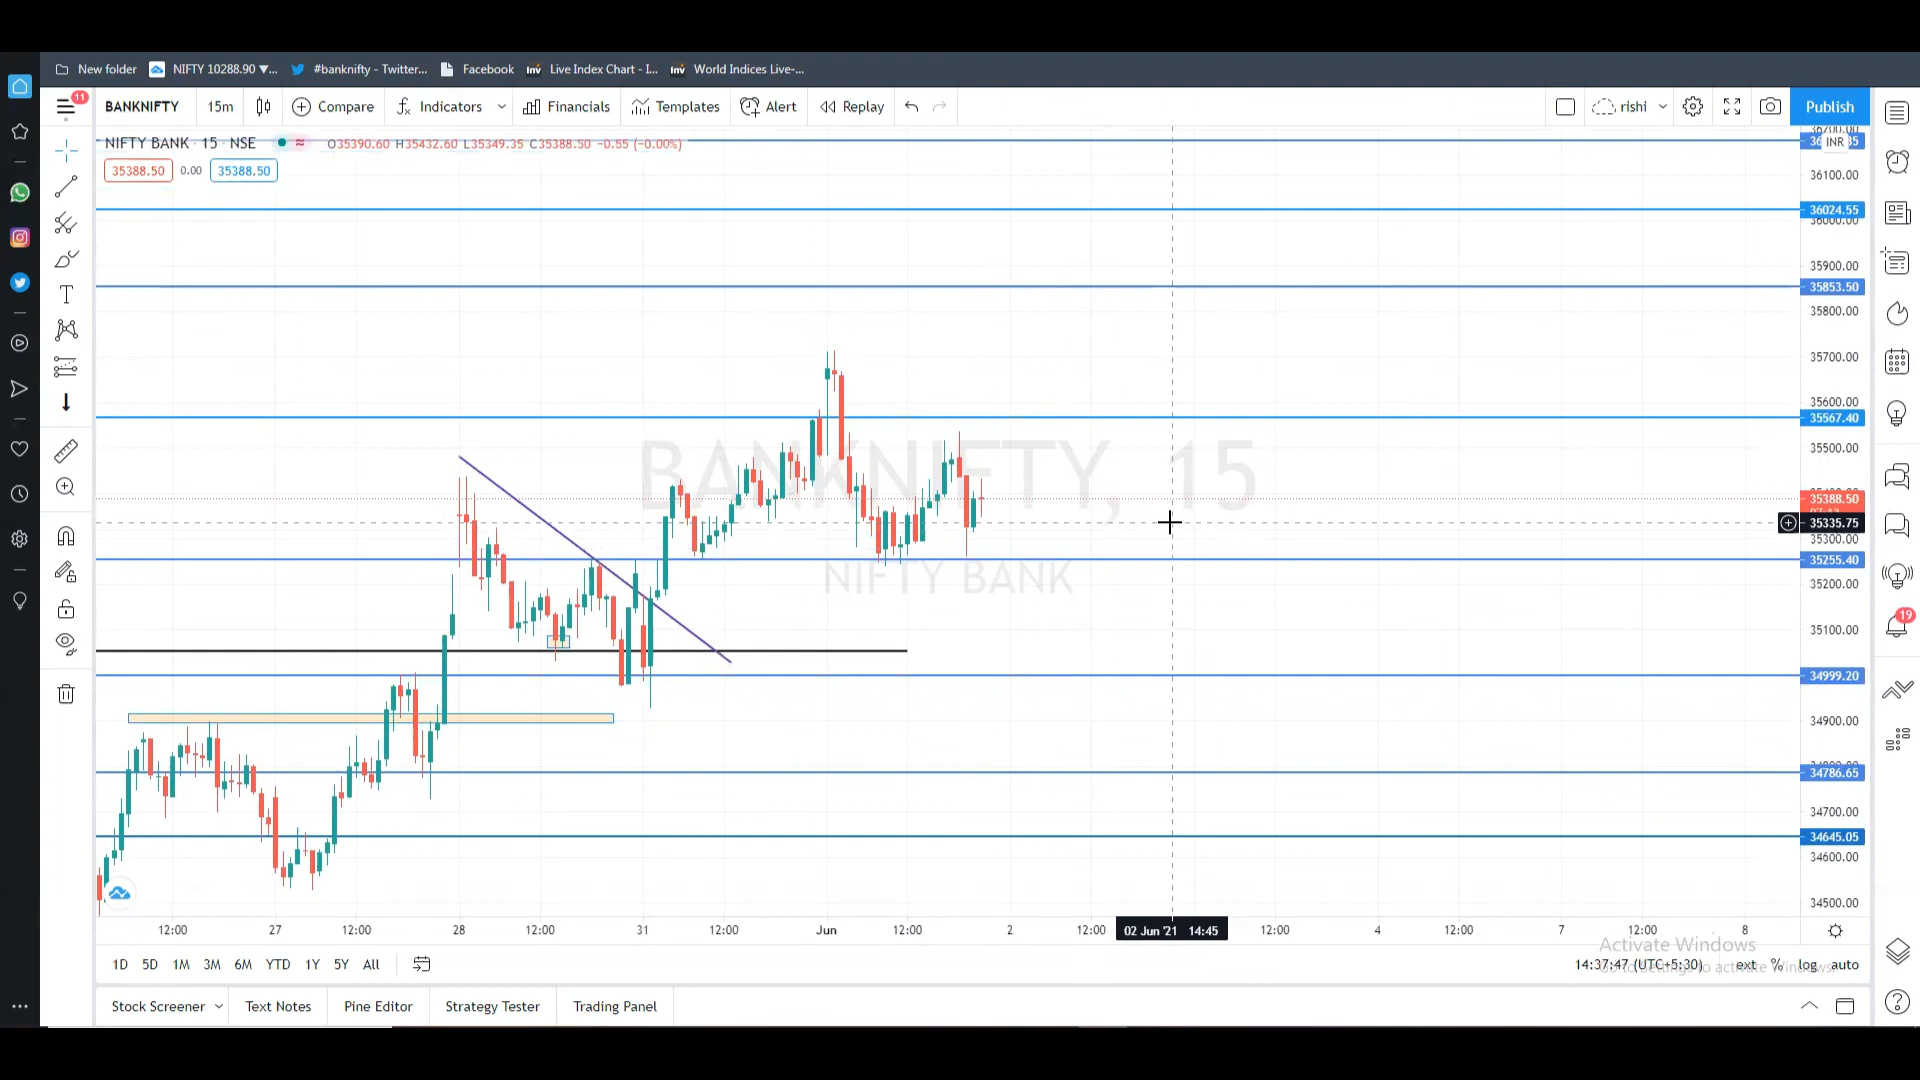 New folder NIFTY 10288.90 ▼... #banknifty - Twitter... Facebook Inv Live Index Chart - I... Inv World Indices Live-...
11 BANKNIFTY 15m Compare Indicators Financials Templates Alert Replay rishi Publish
NIFTY BANK · 15 · NSE O35390.60 H35432.60 L35349.35 C35388.50 −0.55 (−0.00%)
INR
35388.50 0.00 35388.50
36100.00
36024.55
36000.00
35900.00
35853.50
35800.00
35700.00
35600.00
35567.40
35500.00
BANKNIFTY, 15
35388.50
35335.75
35300.00
35255.40
NIFTY BANK
35200.00
19
35100.00
34999.20
34900.00
34786.65
34700.00
34645.05
34600.00
34500.00
12:00 27 12:00 28 12:00 31 12:00 Jun 12:00 2 12:00 02 Jun '21 14:45 12:00 4 12:00 7 12:00 8
Activate Windows
1D 5D 1M 3M 6M YTD 1Y 5Y All 14:37:47 (UTC+5:30) ext % log auto
Stock Screener Text Notes Pine Editor Strategy Tester Trading Panel